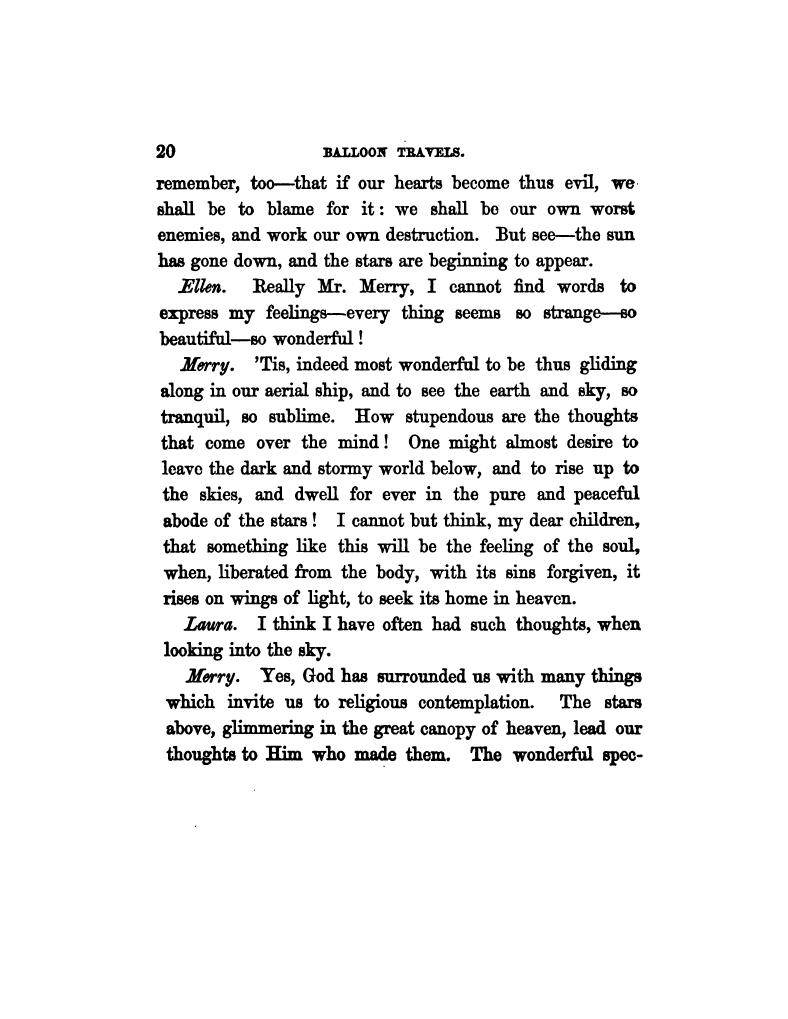 20 BALLOON TRAVELS.
remember, too—that if our hearts become thus evil, we
shall be to blame for it: we shall be our own worst
enemies, and work our own destruction. But see—the sun
has gone down, and the stars are beginning to appear.
Ellen. Really Mr. Merry, I cannot find words to
express my feelings—every thing seems so strange—so
beautiful—so wonderful!
Merry. 'Tis, indeed most wonderful to be thus gliding
along in our aerial ship, and to see the earth and sky, so
tranquil, so sublime. How stupendous are the thoughts
that come over the mind! One might almost desire to
leave the dark and stormy world below, and to rise up to
the skies, and dwell for ever in the pure and peaceful
abode of the stars! I cannot but think, my dear children,
that something like this will be the feeling of the soul,
when, liberated from the body, with its sins forgiven, it
rises on wings of light, to seek its home in heaven.
Laura. I think I have often had such thoughts, when
looking into the sky.
Merry. Yes, God has surrounded us with many things
which invite us to religious contemplation. The stars
above, glimmering in the great canopy of heaven, lead our
thoughts to Him who made them. The wonderful spec-